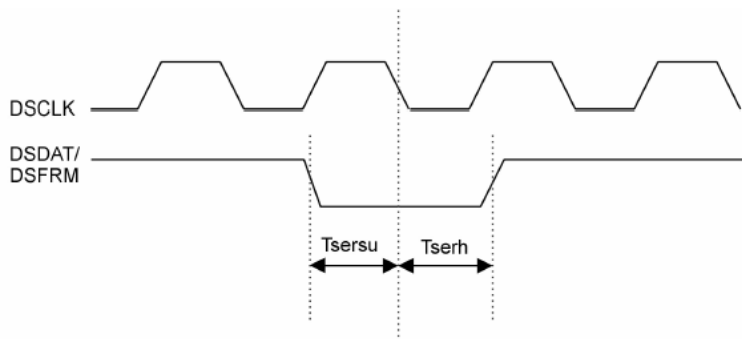 DSCLK
DSDAT/
DSFRM
Tsersu
Tserh